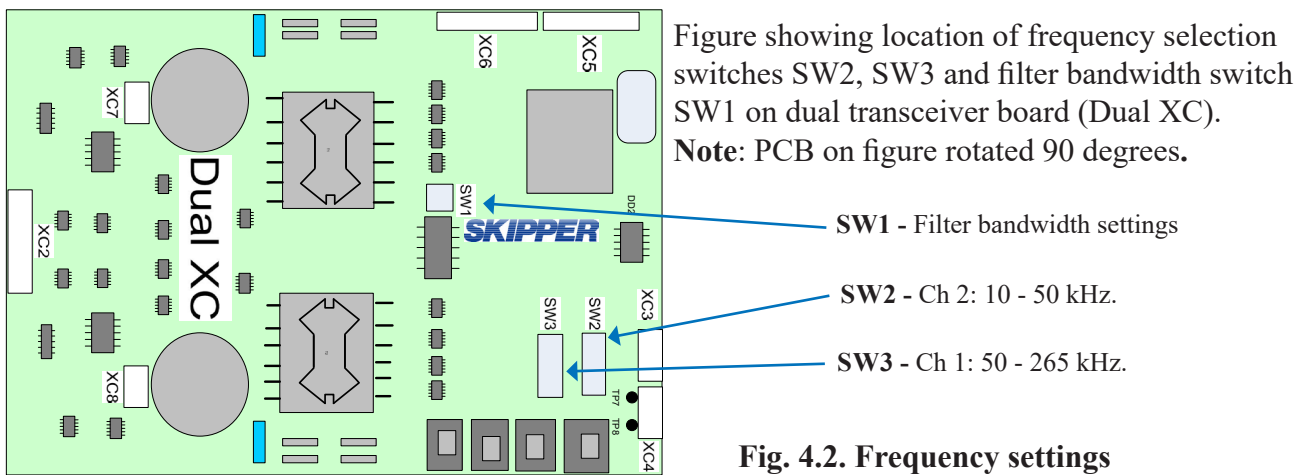 Figure showing location of frequency selection
switches SW2, SW3 and filter bandwidth switch
SW1 on dual transceiver board (Dual XC).
Note: PCB on figure rotated 90 degrees.
SW1 - Filter bandwidth settings
SW2 - Ch 2: 10 - 50 kHz.
SW3 - Ch 1: 50 - 265 kHz.
Fig. 4.2. Frequency settings
XC6
XC5
XC7
Dual XC
SW1
DD2
SKIPPER
XC2
SW3
SW2
XC3
XC8
TP7
TP8
XC4